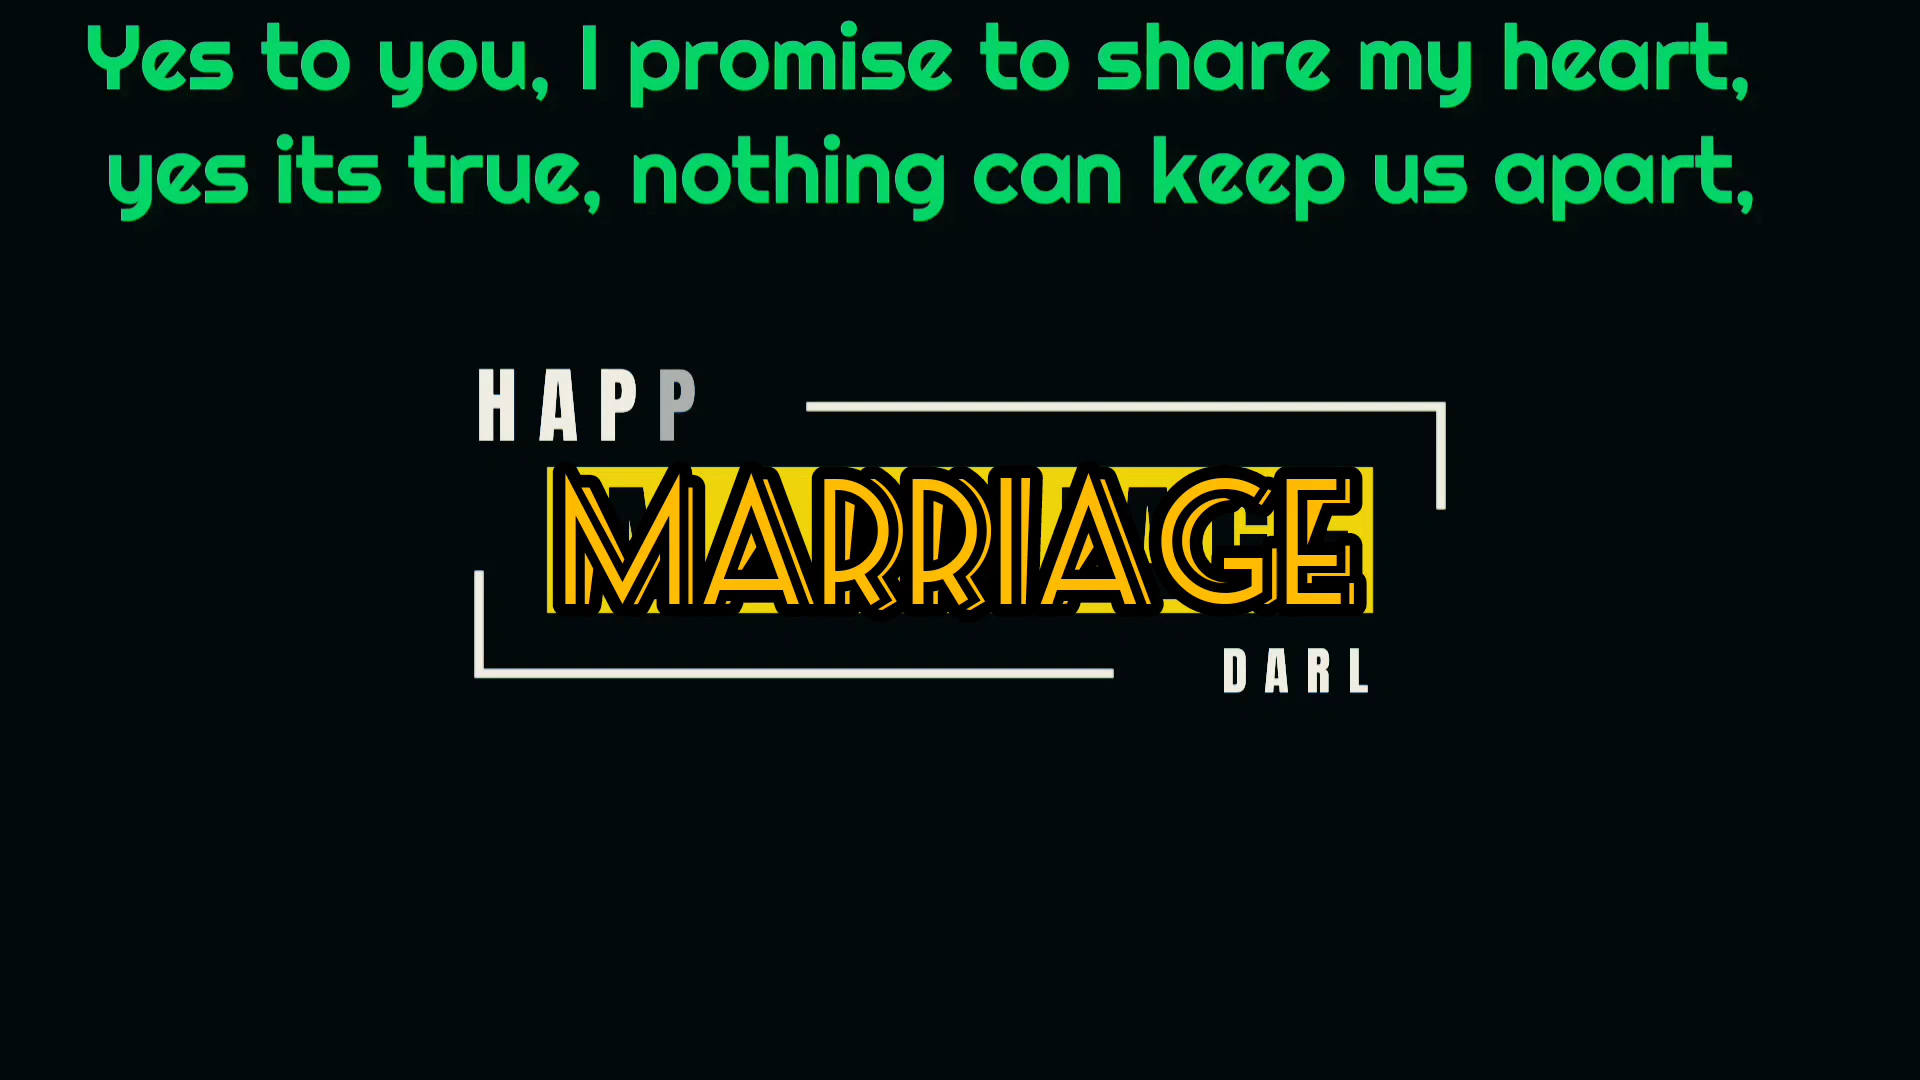 Yes to you, I promise to share my heart,
yes its true, nothing can keep us apart,
HAPP
MARRIAGE
DARL